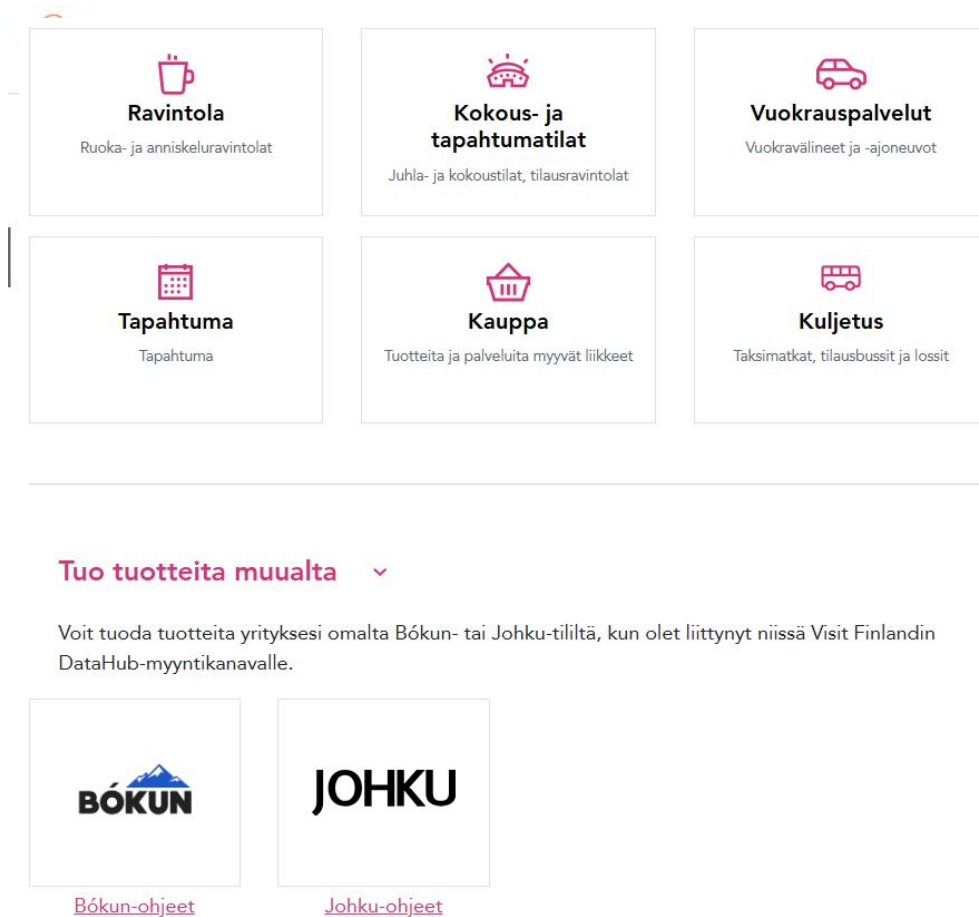 Ravintola
Ruoka- ja anniskeluravintolat
Kokous- ja
tapahtumatilat
Juhla- ja kokoustilat, tilausravintolat
Vuokrauspalvelut
Vuokravälineet ja -ajoneuvot
Tapahtuma
Tapahtuma
Kauppa
Tuotteita ja palveluita myyvät liikkeet
Kuljetus
Taksimatkat, tilausbussit ja lossit
Tuo tuotteita muualta
Voit tuoda tuotteita yrityksesi omalta Bókun- tai Johku-tililtä, kun olet liittynyt niissä Visit Finlandin
DataHub-myyntikanavalle.
BÓKUN
JOHKU
Bókun-ohjeet
Johku-ohjeet